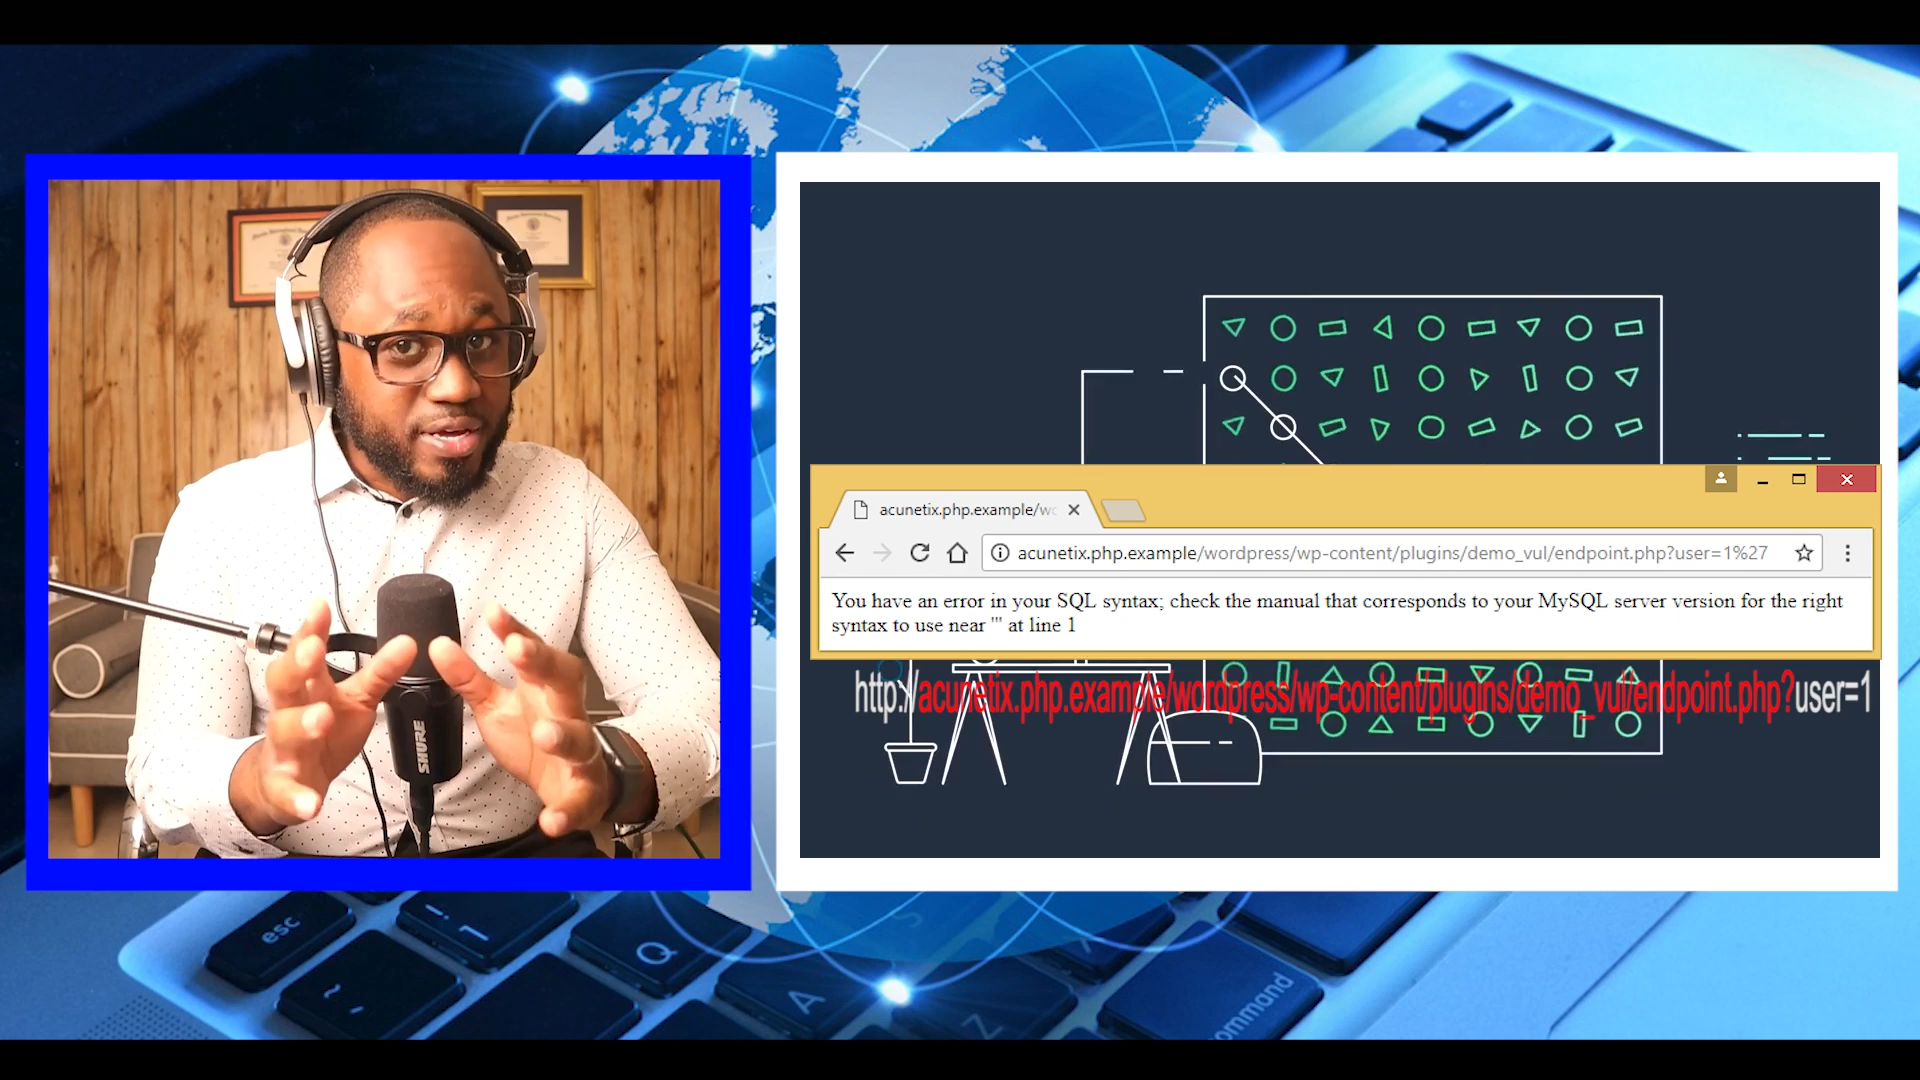 acunetix.php.example/wo
acunetix.php.example/wordpress/wp-content/plugins/demo_vul/endpoint.php?user=1%27
You have an error in your SQL syntax; check the manual that corresponds to your MySQL server version for the right
syntax to use near ''' at line 1
http://acunetix.php.example/wordpress/wp-content/plugins/demo_vul/endpoint.php?user=1
SHURE
esc
Q
A
S
Z
command